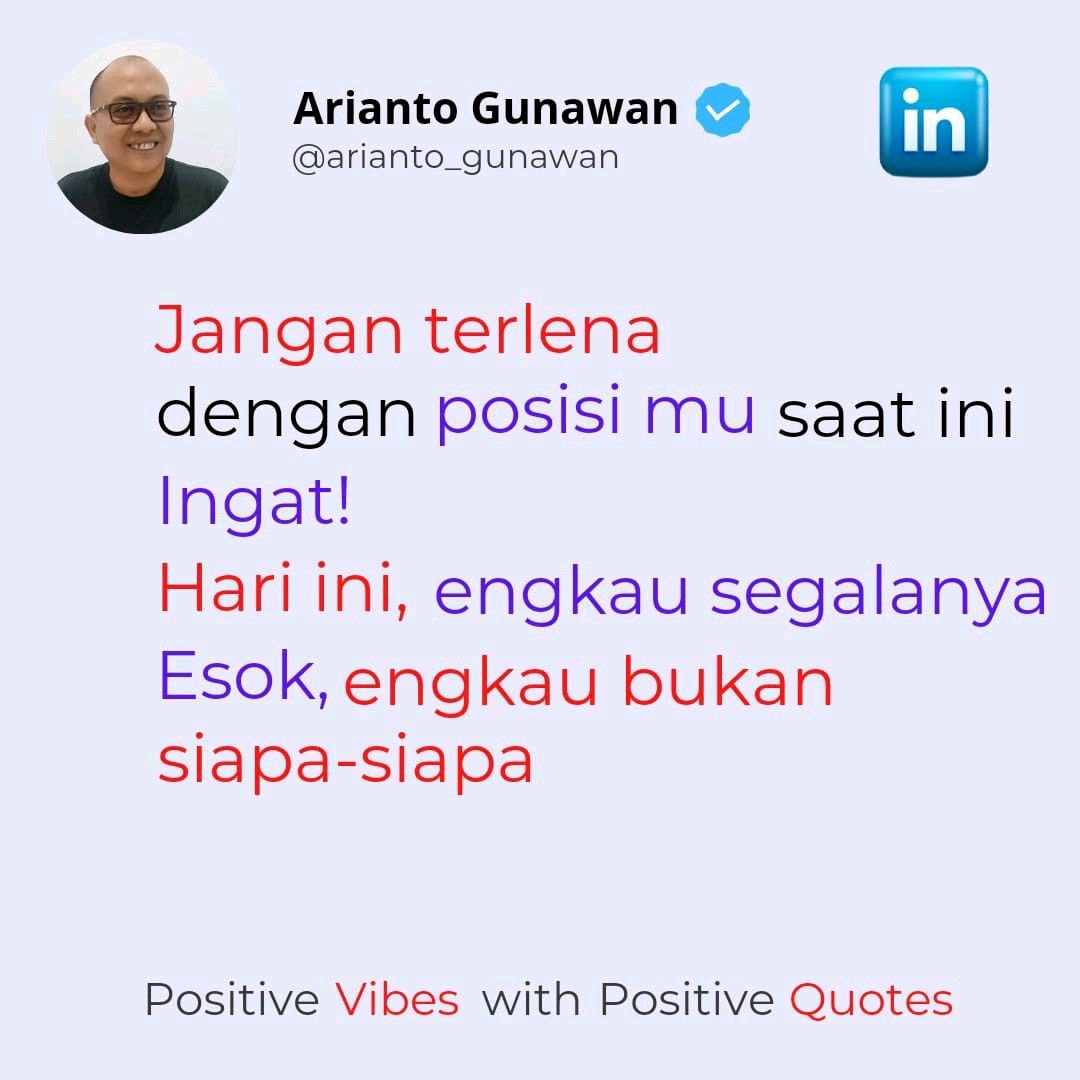 Arianto Gunawan
@arianto_gunawan
in
Jangan terlena
dengan posisi mu saat ini
Ingat!
Hari ini, engkau segalanya
Esok, engkau bukan
siapa-siapa
Positive Vibes with Positive Quotes